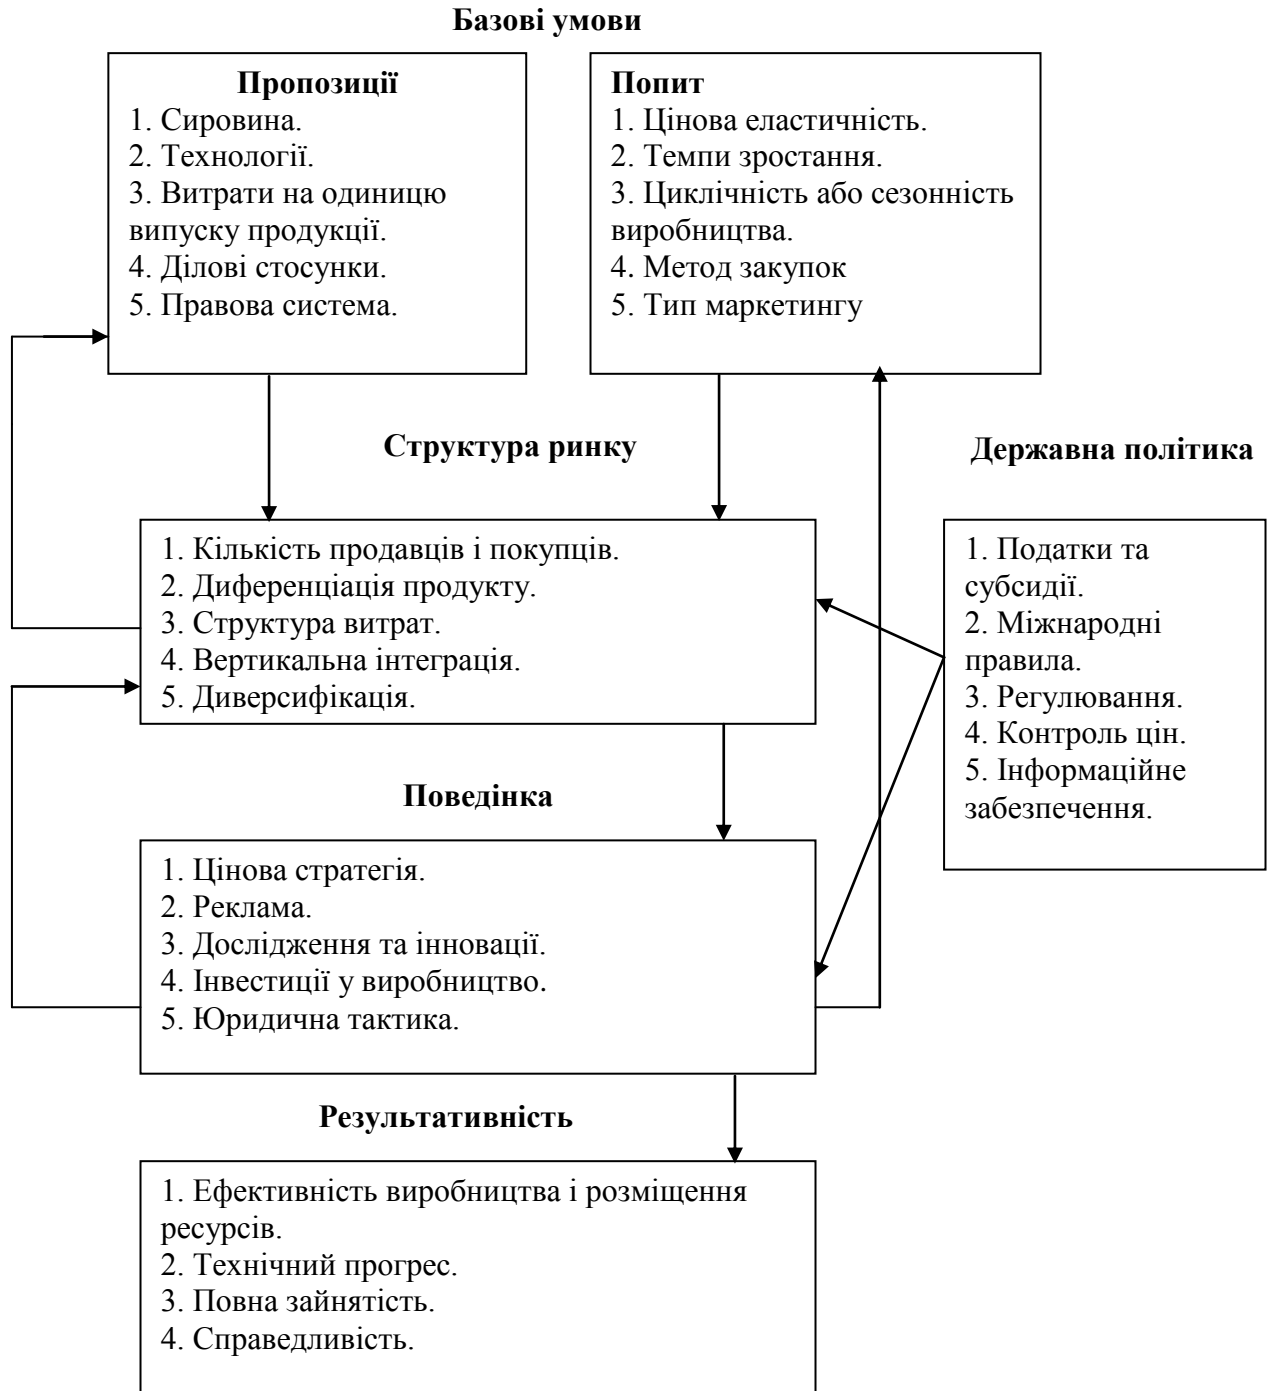 Базові умови
Пропозиції
1. Сировина.
2. Технології.
3. Витрати на одиницю
випуску продукції.
4. Ділові стосунки.
5. Правова система.
Попит
1. Цінова еластичність.
2. Темпи зростання.
3. Циклічність або сезонність
виробництва.
4. Метод закупок
5. Тип маркетингу
Структура ринку
1. Кількість продавців і покупців.
2. Диференціація продукту.
3. Структура витрат.
4. Вертикальна інтеграція.
5. Диверсифікація.
Державна політика
1. Податки та
субсидії.
2. Міжнародні
правила.
3. Регулювання.
4. Контроль цін.
5. Інформаційне
забезпечення.
Поведінка
1. Цінова стратегія.
2. Реклама.
3. Дослідження та інновації.
4. Інвестиції у виробництво.
5. Юридична тактика.
Результативність
1. Ефективність виробництва і розміщення
ресурсів.
2. Технічний прогрес.
3. Повна зайнятість.
4. Справедливість.